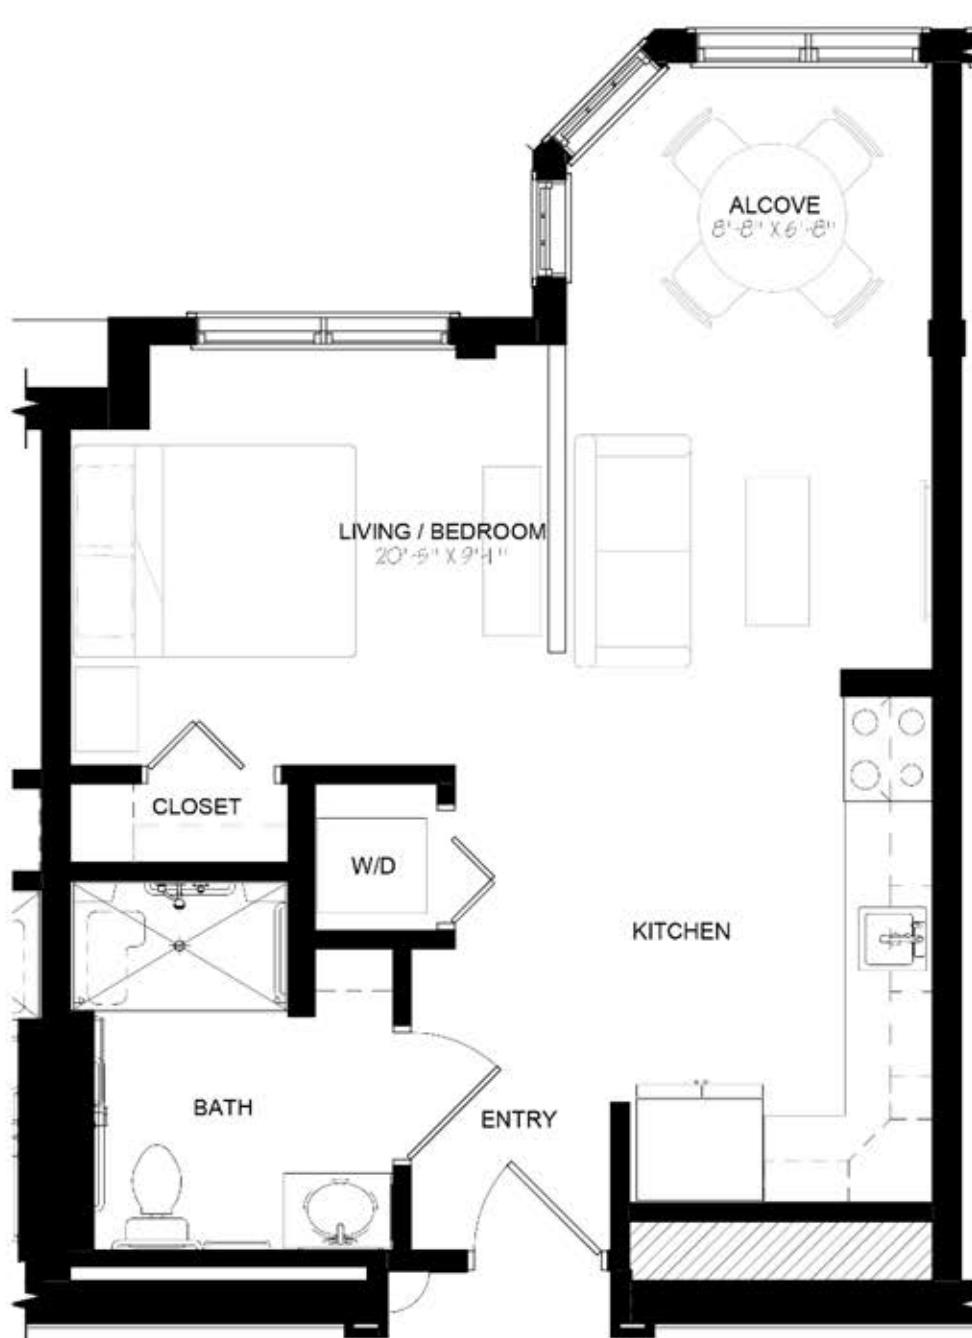 ALCOVE
8'-8" X 6'-8"
LIVING / BEDROOM
20'-5" X 9'-1"
CLOSET
W/D
KITCHEN
BATH
ENTRY